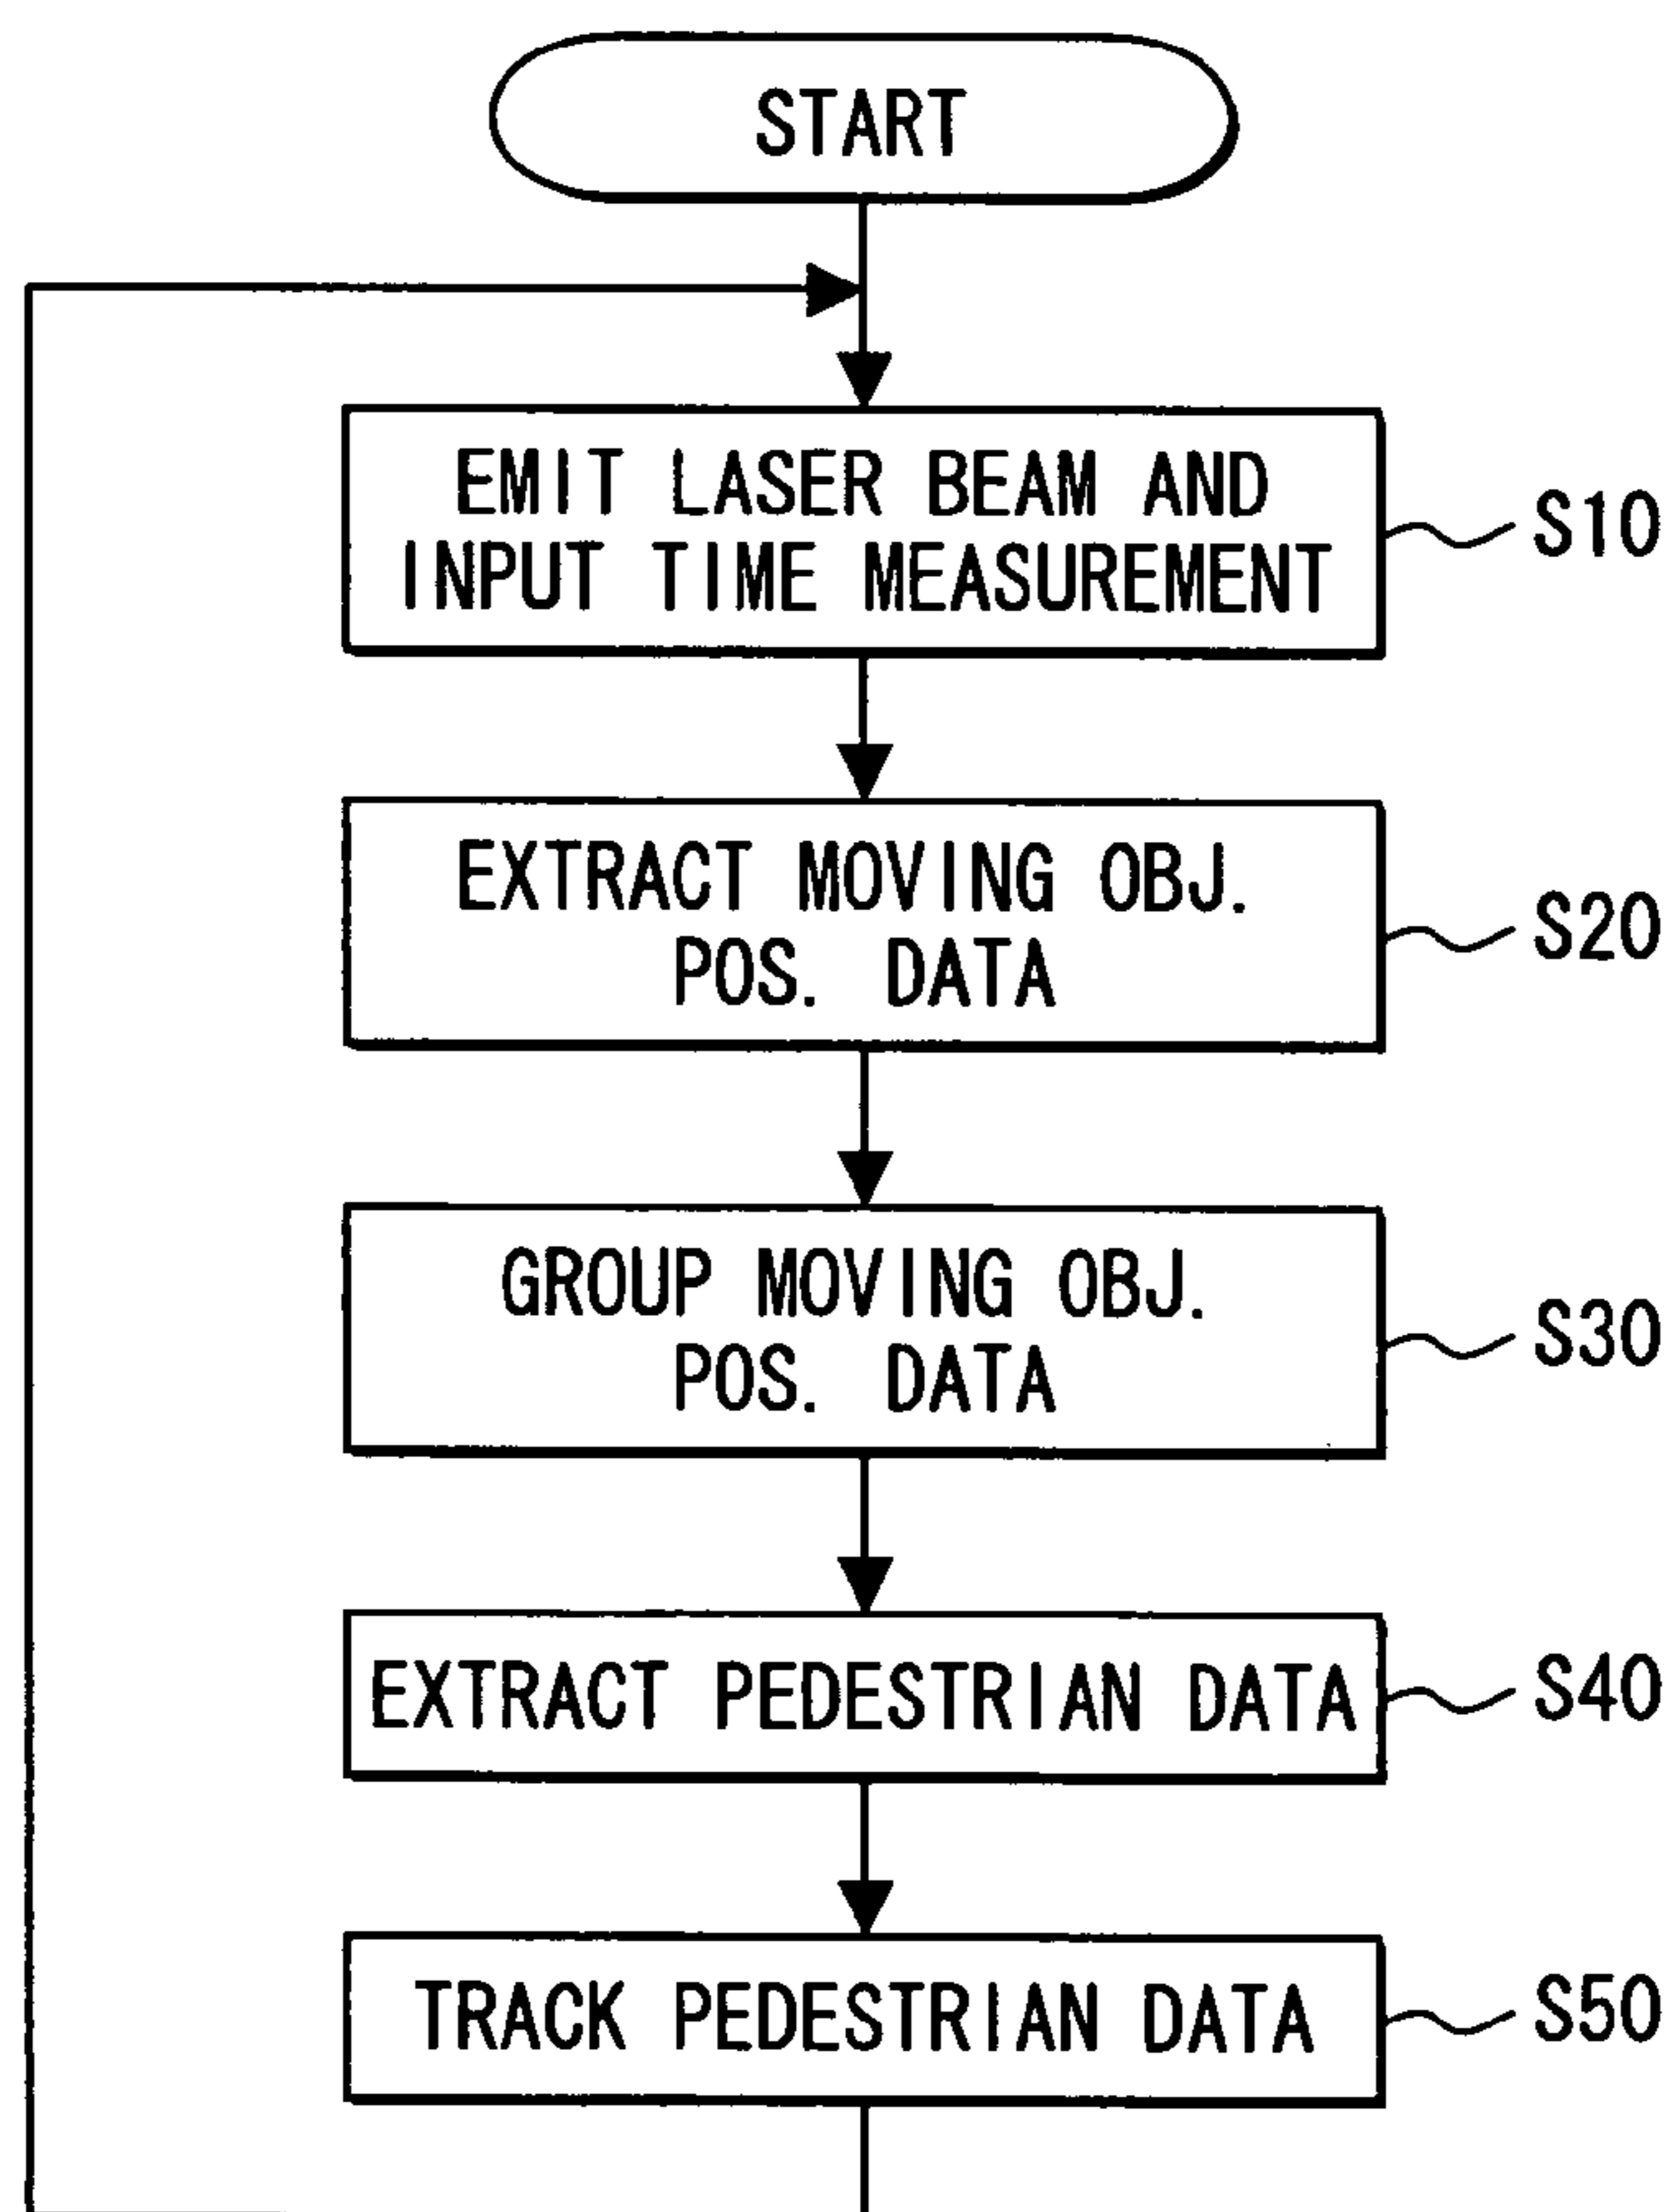 START
EMIT LASER BEAM AND
INPUT TIME MEASUREMENT
S10
EXTRACT MOVING OBJ.
POS. DATA
S20
GROUP MOVING OBJ.
POS. DATA
S30
EXTRACT PEDESTRIAN DATA
S40
TRACK PEDESTRIAN DATA
S50